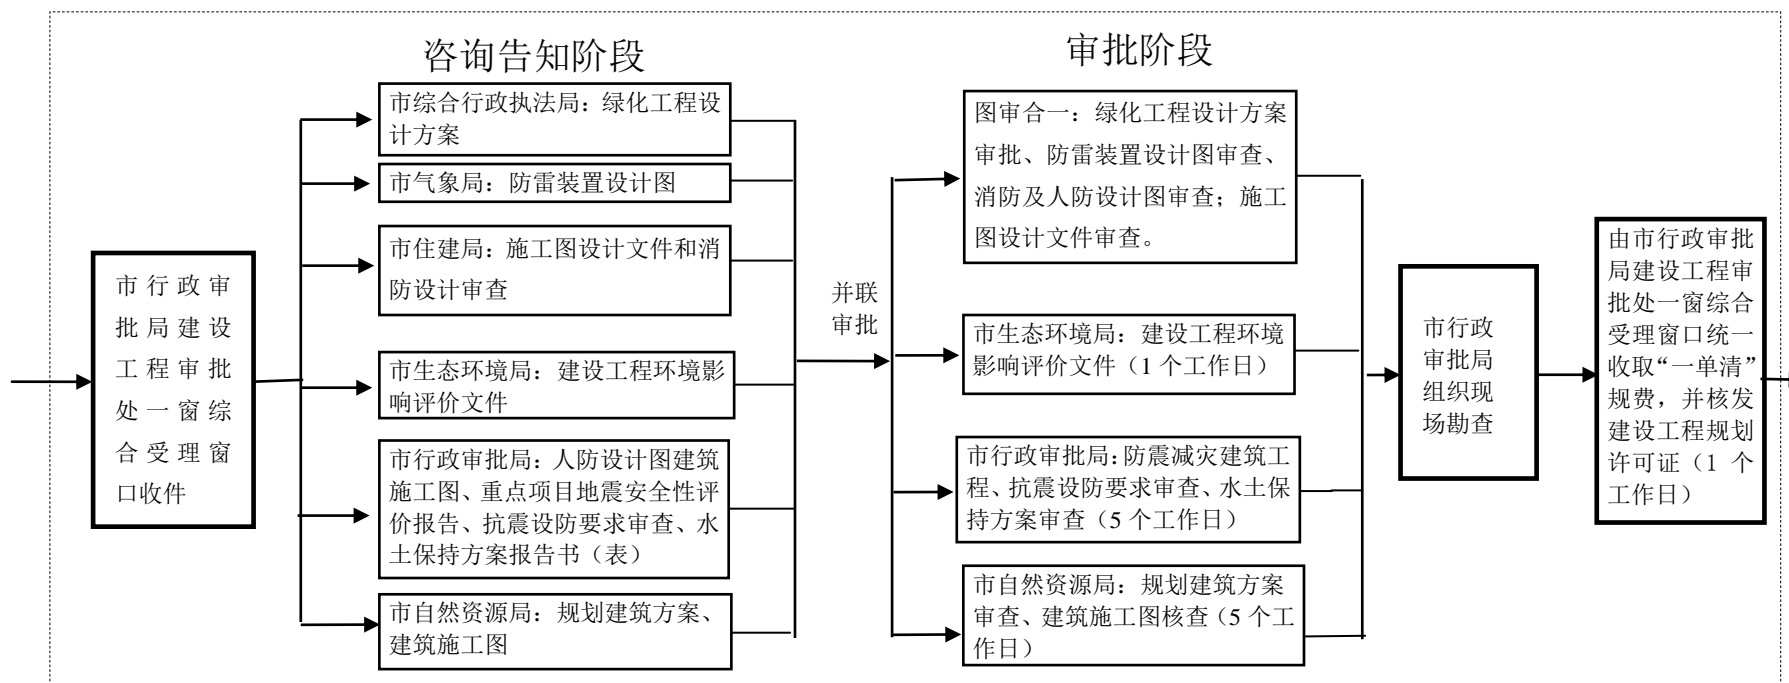 咨询告知阶段
审批阶段
市行政审
批局建设
工程审批
处一窗综
合受理窗
口收件
市综合行政执法局：绿化工程设
计方案
市气象局：防雷装置设计图
市住建局：施工图设计文件和消
防设计审查
市生态环境局：建设工程环境影
响评价文件
市行政审批局：人防设计图建筑
施工图、重点项目地震安全性评
价报告、抗震设防要求审查、水
土保持方案报告书（表）
市自然资源局：规划建筑方案、
建筑施工图
并联
审批
图审合一：绿化工程设计方案
审批、防雷装置设计图审查、
消防及人防设计图审查；施工
图设计文件审查。
市生态环境局：建设工程环境
影响评价文件（1 个工作日）
市行政审批局：防震减灾建筑工
程、抗震设防要求审查、水土保
持方案审查（5 个工作日）
市自然资源局：规划建筑方案
审查、建筑施工图核查（5 个工
作日）
市行政
审批局
组织现
场勘查
由市行政审批
局建设工程审
批处一窗综合
受理窗口统一
收取“一单清”
规费，并核发
建设工程规划
许可证（1 个
工作日）